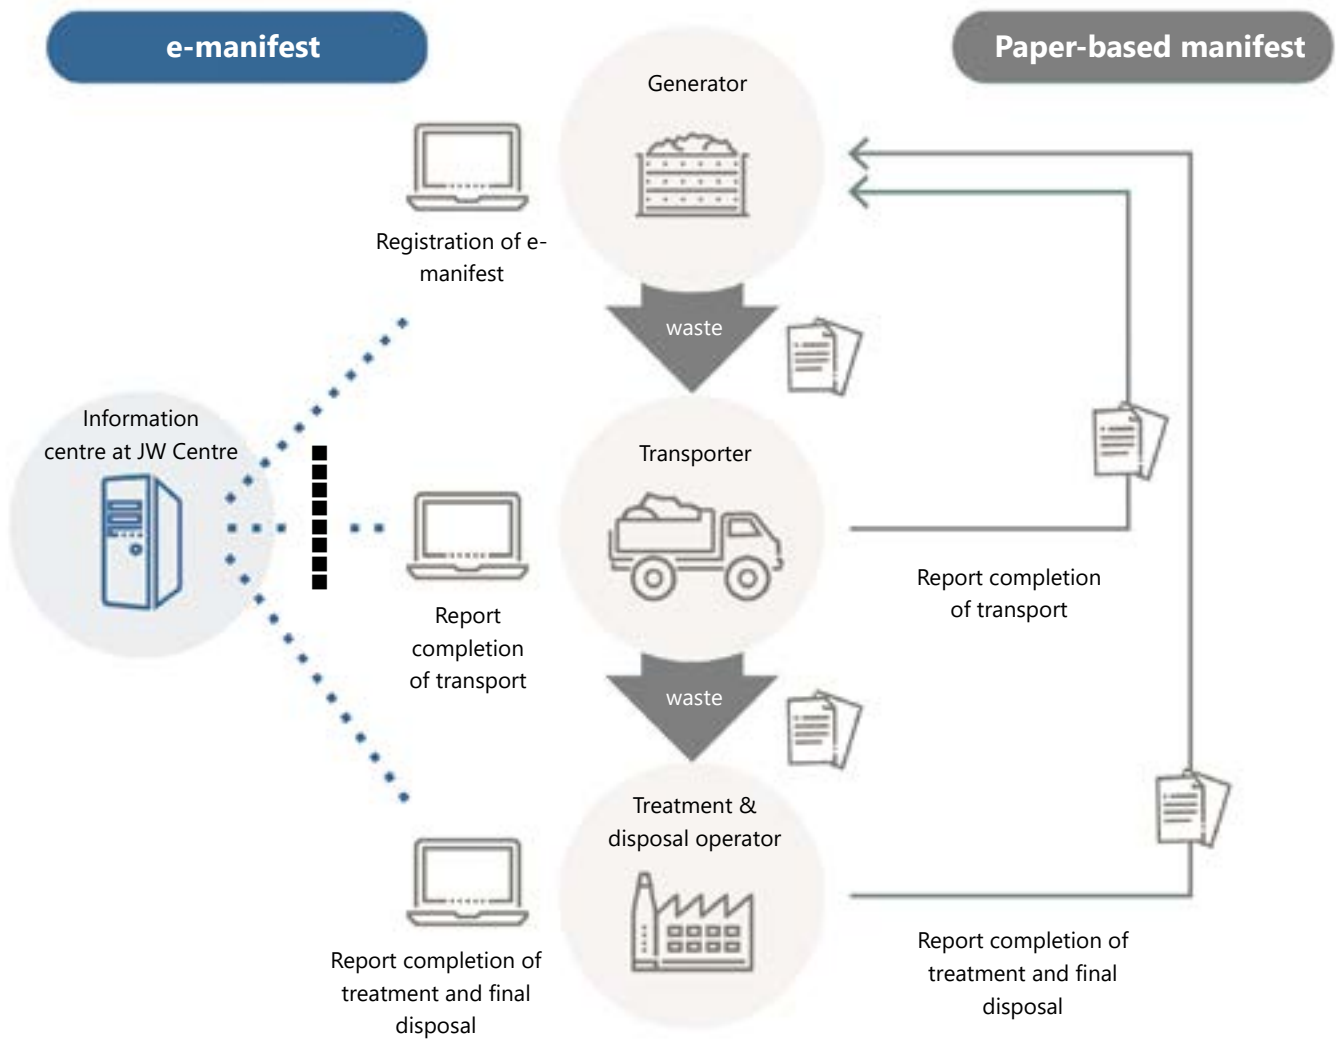 e-manifest
Paper-based manifest
Generator
Registration of e-
manifest
waste
Information
centre at JW Centre
Transporter
Report
completion
of transport
Report completion
of transport
waste
Treatment &
disposal operator
Report completion of
treatment and final
disposal
Report completion of
treatment and final
disposal